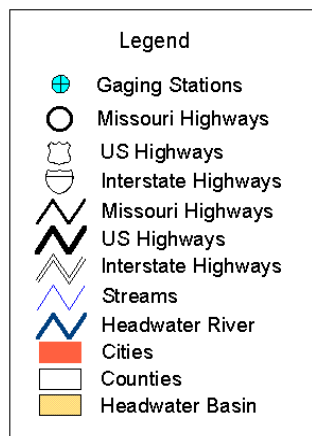 Legend
Gaging Stations
Missouri Highways
US Highways
Interstate Highways
Missouri Highways
US Highways
Interstate Highways
Streams
Headwater River
Cities
Counties
Headwater Basin